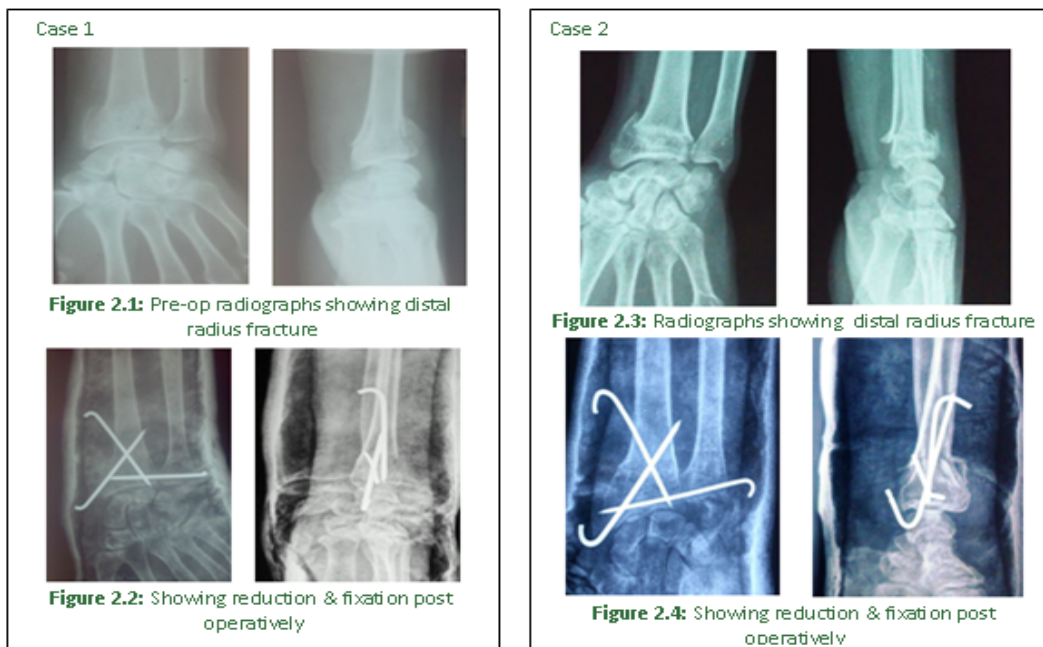 Case 1
Figure 2.1: Pre-op radiographs showing distal
radius fracture
Figure 2.2: Showing reduction & fixation post
operatively
Case 2
Figure 2.3: Radiographs showing distal radius fracture
Figure 2.4: Showing reduction & fixation post
operatively